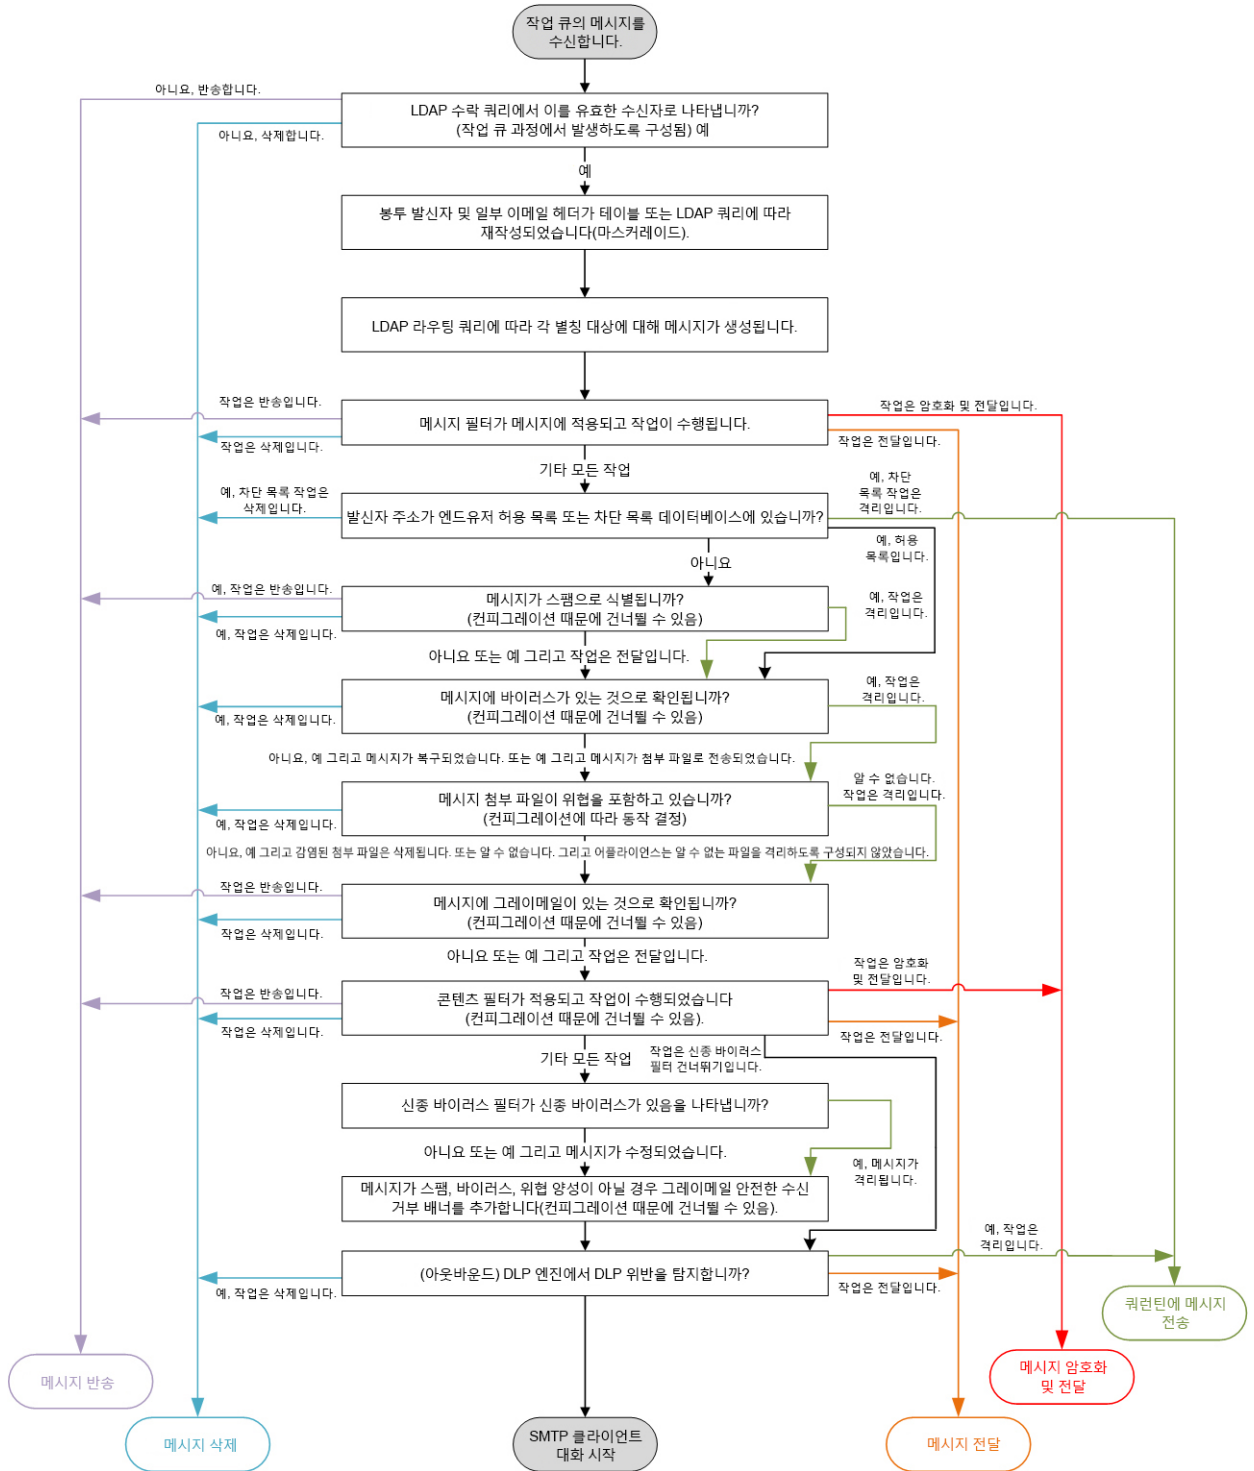 작업 큐의 메시지를
수신합니다.
아니요, 반송합니다.
LDAP 수락 쿼리에서 이를 유효한 수신자로 나타냅니까?
(작업 큐 과정에서 발생하도록 구성됨) 예
아니요, 삭제합니다.
예
봉투 발신자 및 일부 이메일 헤더가 테이블 또는 LDAP 쿼리에 따라
재작성되었습니다(마스커레이드).
LDAP 라우팅 쿼리에 따라 각 별칭 대상에 대해 메시지가 생성됩니다.
작업은 반송입니다.
작업은 암호화 및 전달입니다.
메시지 필터가 메시지에 적용되고 작업이 수행됩니다.
작업은 삭제입니다.
작업은 전달입니다.
기타 모든 작업
예, 차단 목록 작업은
삭제입니다.
예, 차단
목록 작업은
격리입니다.
발신자 주소가 엔드유저 허용 목록 또는 차단 목록 데이터베이스에 있습니까?
예, 허용
목록입니다.
아니요
예, 작업은 반송입니다.
메시지가 스팸으로 식별됩니까?
(컨피그레이션 때문에 건너뛸 수 있음)
예, 작업은
격리입니다.
예, 작업은 삭제입니다.
아니요 또는 예 그리고 작업은 전달입니다.
메시지에 바이러스가 있는 것으로 확인됩니까?
(컨피그레이션 때문에 건너뛸 수 있음)
예, 작업은
격리입니다.
예, 작업은 삭제입니다.
아니요, 예 그리고 메시지가 복구되었습니다. 또는 예 그리고 메시지가 첨부 파일로 전송되었습니다.
알 수 없습니다.
작업은 격리입니다.
메시지 첨부 파일이 위협을 포함하고 있습니까?
(컨피그레이션에 따라 동작 결정)
예, 작업은 삭제입니다.
아니요, 예 그리고 감염된 첨부 파일은 삭제됩니다. 또는 알 수 없습니다. 그리고 어플라이언스는 알 수 없는 파일을 격리하도록 구성되지 않았습니다.
작업은 반송입니다.
메시지에 그레이메일이 있는 것으로 확인됩니까?
(컨피그레이션 때문에 건너뛸 수 있음)
작업은 삭제입니다.
아니요 또는 예 그리고 작업은 전달입니다.
작업은 암호화
및 전달입니다.
작업은 반송입니다.
콘텐츠 필터가 적용되고 작업이 수행되었습니다
(컨피그레이션 때문에 건너뛸 수 있음).
작업은 삭제입니다.
작업은 전달입니다.
기타 모든 작업
작업은 신종 바이러스
필터 건너뛰기입니다.
신종 바이러스 필터가 신종 바이러스가 있음을 나타냅니까?
아니요 또는 예 그리고 메시지가 수정되었습니다.
예, 메시지가
격리됩니다.
메시지가 스팸, 바이러스, 위협 양성이 아닐 경우 그레이메일 안전한 수신
거부 배너를 추가합니다(컨피그레이션 때문에 건너뛸 수 있음).
예, 작업은
격리입니다.
(아웃바운드) DLP 엔진에서 DLP 위반을 탐지합니까?
예, 작업은 삭제입니다.
작업은 전달입니다.
쿼런틴에 메시지
전송
메시지 반송
메시지 암호화
및 전달
메시지 삭제
SMTP 클라이언트
대화 시작
메시지 전달